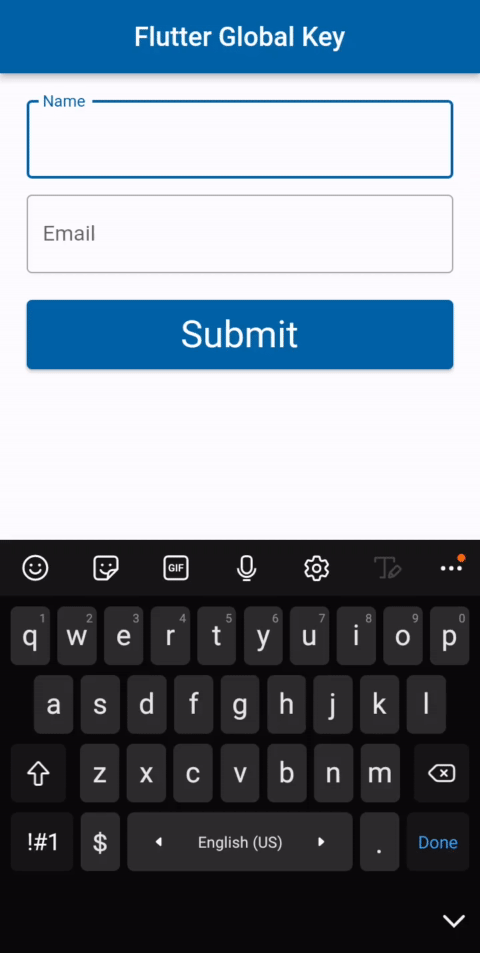 Flutter Global Key
Name
Email
Submit
GIF
1 2 3 4 5 6 7 8 9 0
q w e r t y u i o p
a s d f g h j k l
z x c v b n m
!#1 $ English (US) . Done